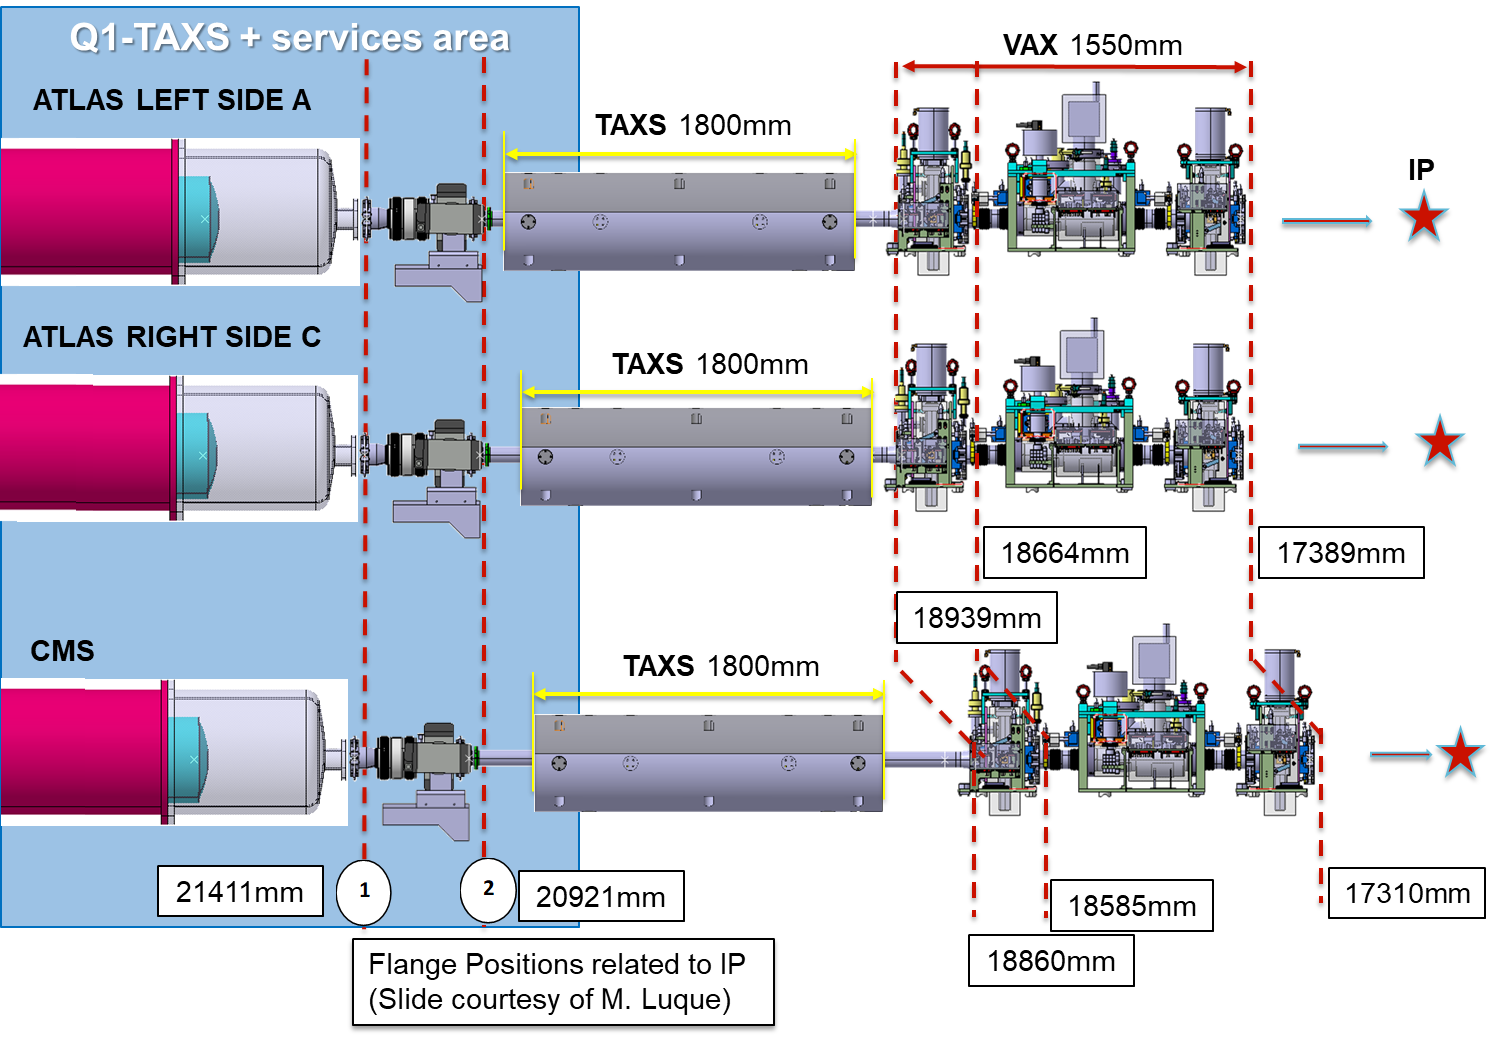 Q1-TAXS + services area
VAX 1550mm
ATLAS LEFT SIDE A
TAXS 1800mm
IP
ATLAS RIGHT SIDE C
TAXS 1800mm
18664mm
17389mm
18939mm
CMS
TAXS 1800mm
21411mm
1
2
20921mm
18585mm
17310mm
18860mm
Flange Positions related to IP
(Slide courtesy of M. Luque)